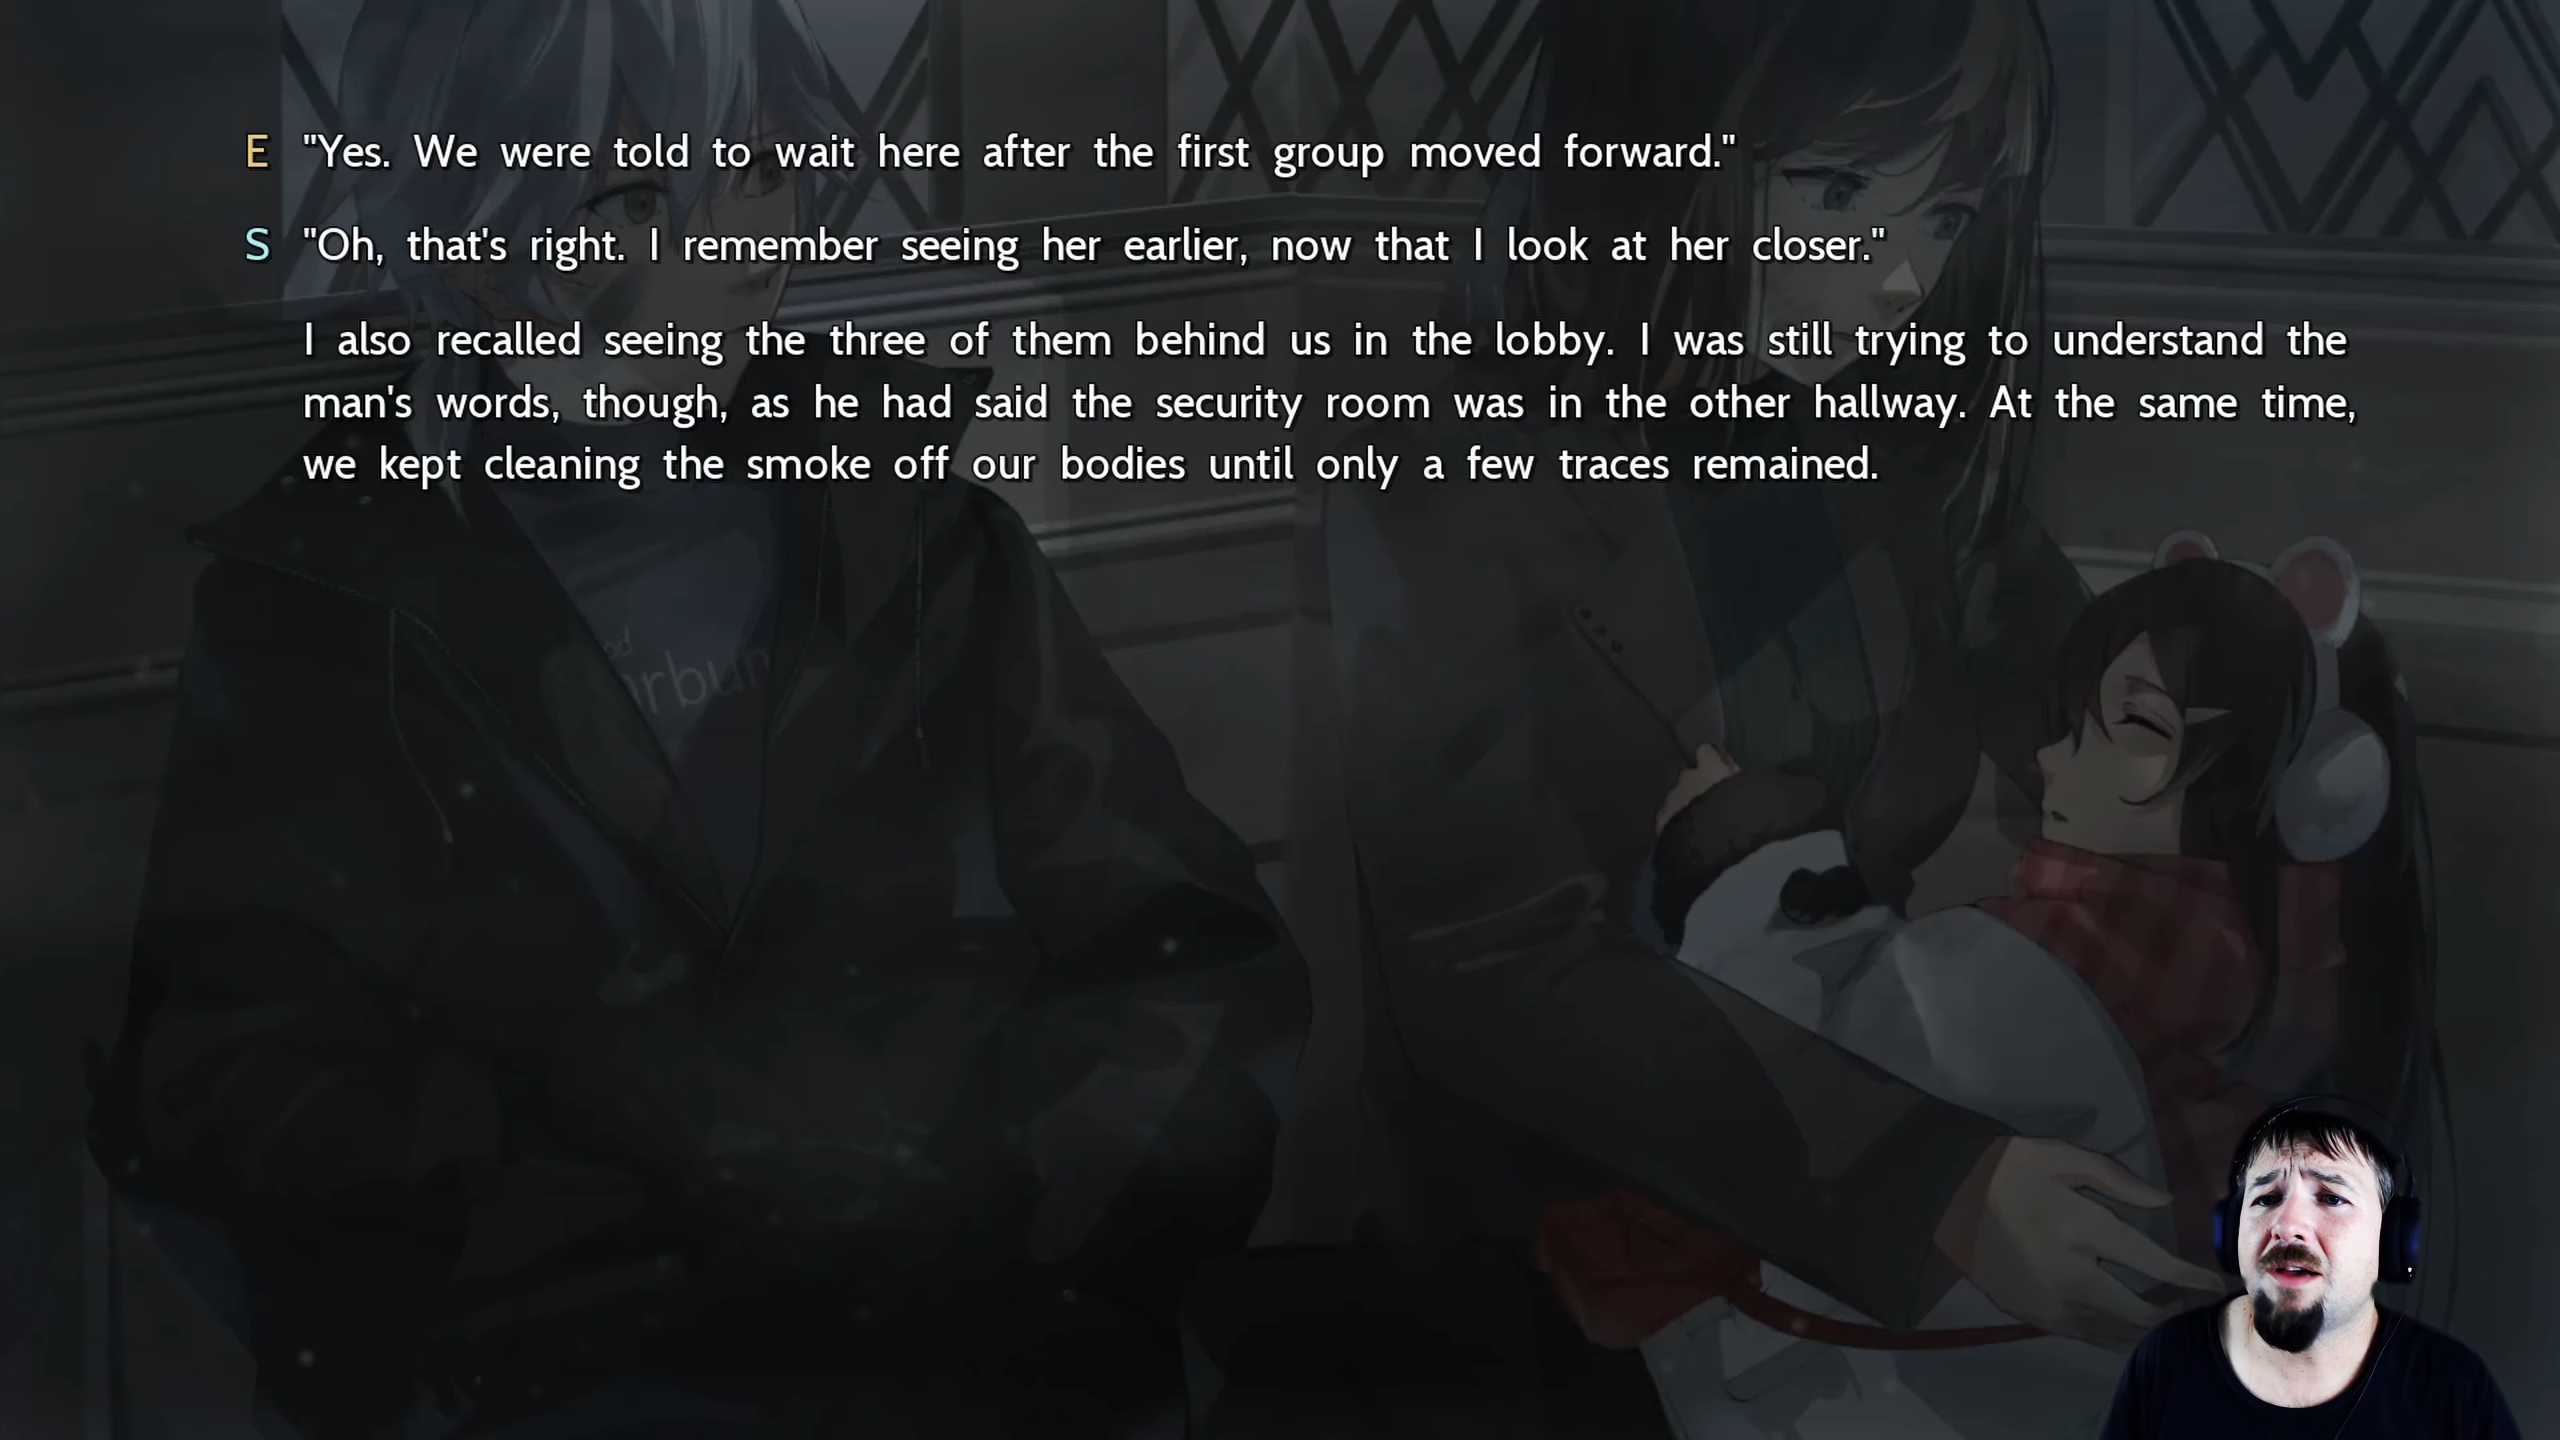 E "Yes. We were told to wait here after the first group moved forward."
S "Oh, that's right. I remember seeing her earlier, now that I look at her closer."
I also recalled seeing the three of them behind us in the lobby. I was still trying to understand the
man's words, though, as he had said the security room was in the other hallway. At the same time,
we kept cleaning the smoke off our bodies until only a few traces remained.